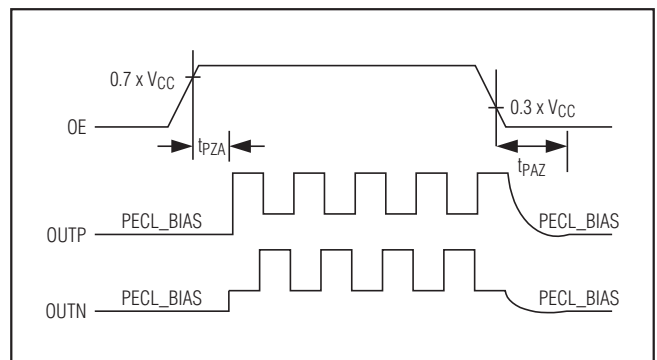 0.7 x VCC
0.3 x VCC
OE
tPZA
tPAZ
PECL_BIAS
PECL_BIAS
OUTP
PECL_BIAS
PECL_BIAS
OUTN